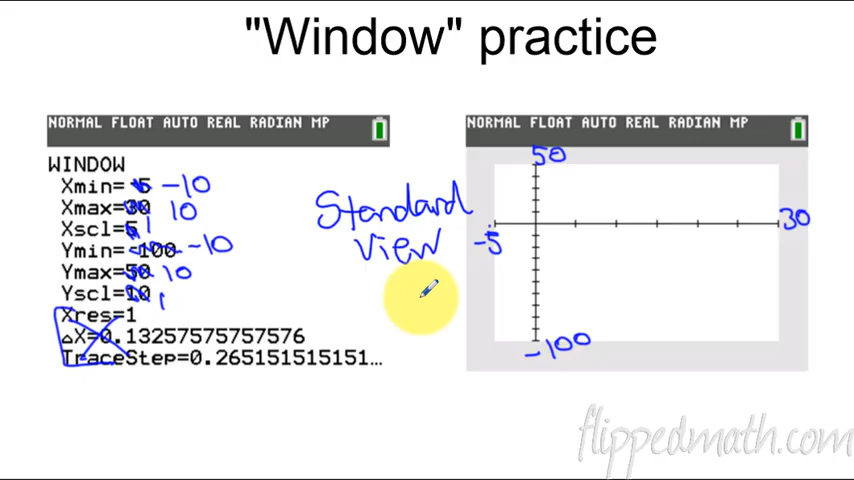 "Window" practice
NORMAL FLOAT AUTO REAL RADIAN MP
WINDOW
Xmin=-5 -10
Xmax=30 10
Xscl=5 1
Ymin=-100 -10
Ymax=50 10
Yscl=10 1
Xres=1
△X=0.13257575757576
TraceStep=0.265151515151...
Standard
View
NORMAL FLOAT AUTO REAL RADIAN MP
50
30
-5
-100
flippedmath.com